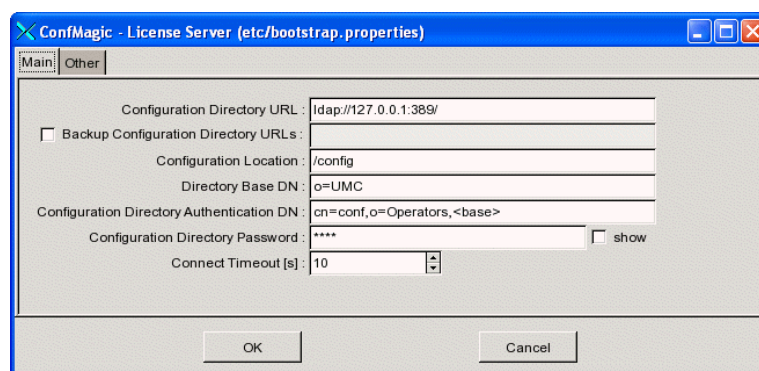 ConfMagic - License Server (etc/bootstrap.properties)
Main Other
Configuration Directory URL : ldap://127.0.0.1:389/
Backup Configuration Directory URLs :
Configuration Location : /config
Directory Base DN : o=UMC
Configuration Directory Authentication DN : cn=conf,o=Operators,<base>
Configuration Directory Password : **** show
Connect Timeout [s] : 10
OK Cancel